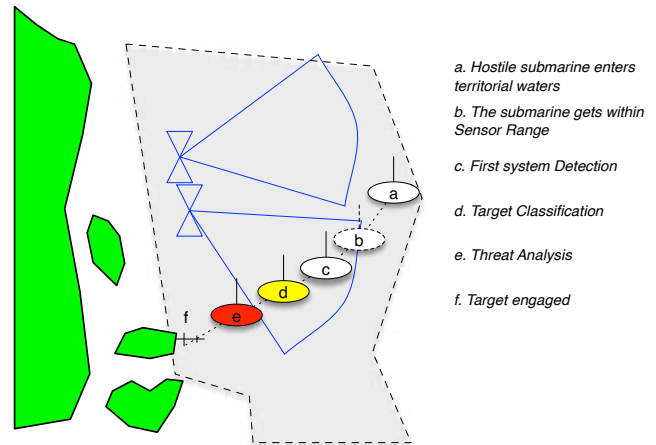 a. Hostile submarine enters
territorial waters
b. The submarine gets within
Sensor Range
c. First system Detection
d. Target Classification
e. Threat Analysis
f. Target engaged
a
b
c
d
e
f